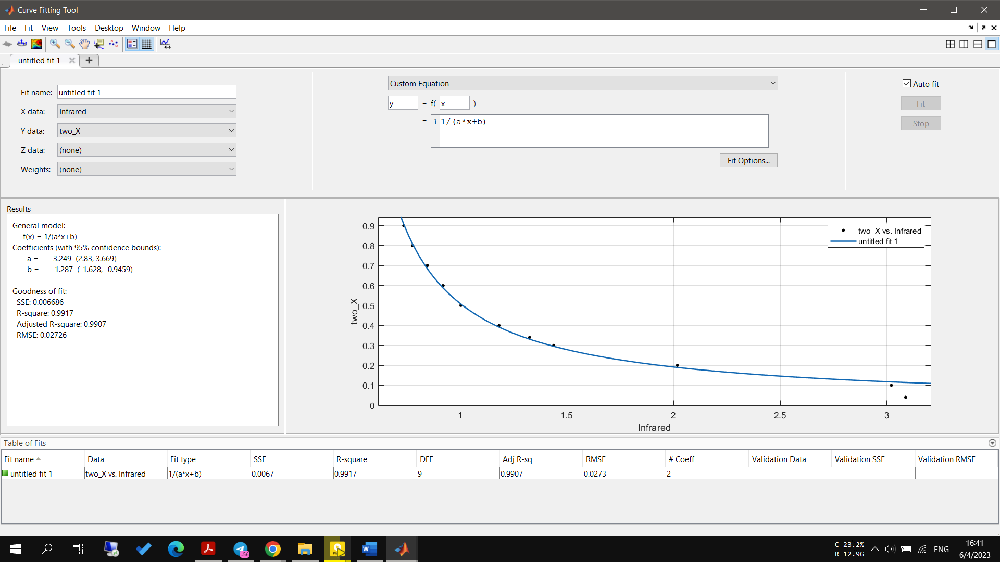 Curve Fitting Tool
File Fit View Tools Desktop Window Help
untitled fit 1
Fit name: untitled fit 1
X data: Infrared
Y data: two_X
Z data: (none)
Weights: (none)
Custom Equation
y = f( x )
= 1 1/(a*x+b)
Fit Options...
Auto fit
Fit
Stop
Results
General model:
f(x) = 1/(a*x+b)
Coefficients (with 95% confidence bounds):
a = 3.249 (2.83, 3.669)
b = -1.287 (-1.628, -0.9459)
Goodness of fit:
SSE: 0.006686
R-square: 0.9917
Adjusted R-square: 0.9907
RMSE: 0.02726
two_X vs. Infrared
untitled fit 1
0.9
0.8
0.7
0.6
0.5
0.4
0.3
0.2
0.1
0
two_X
1 1.5 2 2.5 3
Infrared
Table of Fits
Fit name Data Fit type SSE R-square DFE Adj R-sq RMSE # Coeff Validation Data Validation SSE Validation RMSE
untitled fit 1 two_X vs. Infrared 1/(a*x+b) 0.0067 0.9917 9 0.9907 0.0273 2
C 23.2%
R 12.9G
ENG
16:41
6/4/2023